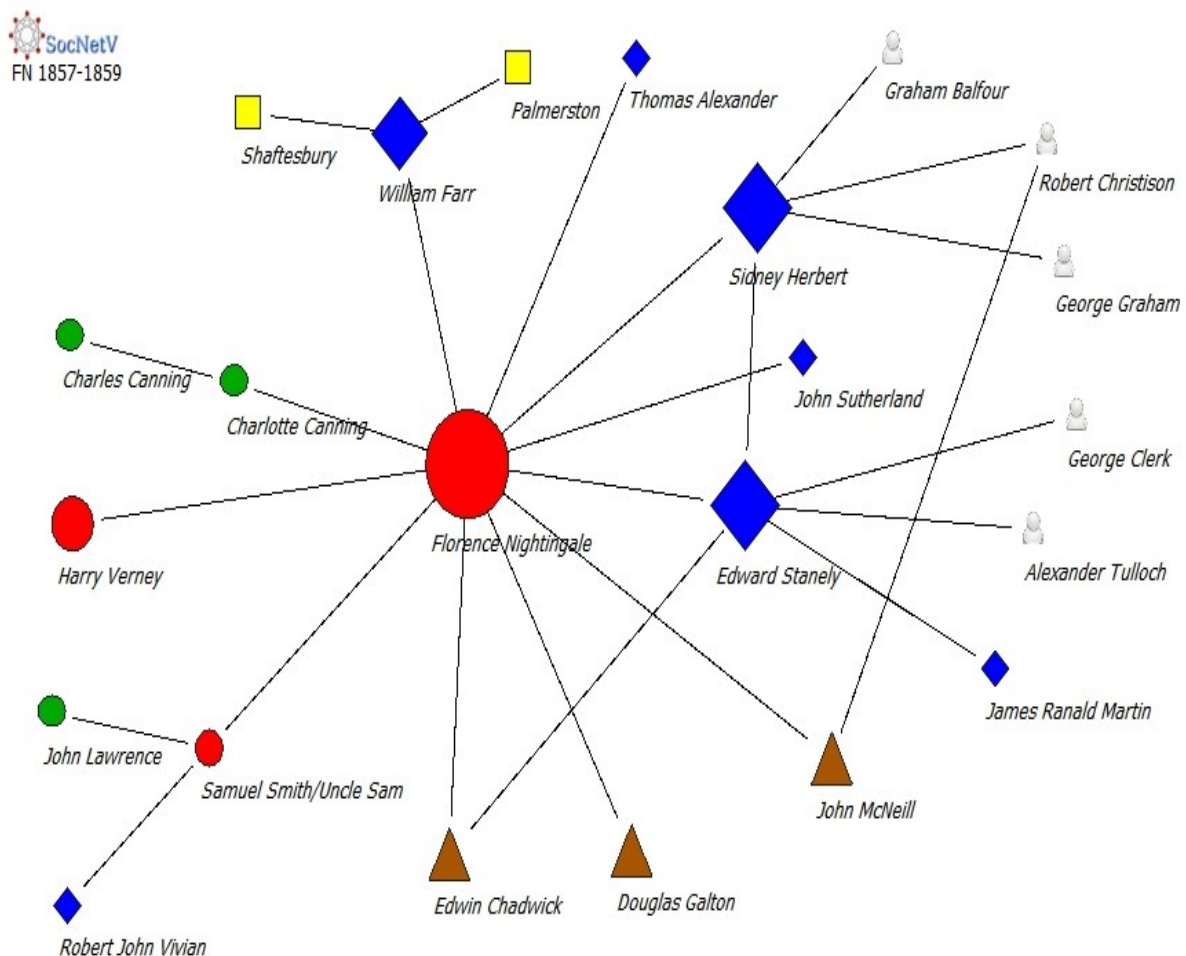 SocNetV
FN 1857-1859
Palmerston
Thomas Alexander
Graham Balfour
Shaftesbury
William Farr
Robert Christison
Sidney Herbert
George Graham
Charles Canning
John Sutherland
Charlotte Canning
George Clerk
Florence Nightingale
Harry Verney
Edward Stanely
Alexander Tulloch
James Ranald Martin
John Lawrence
Samuel Smith/Uncle Sam
John McNeill
Edwin Chadwick
Douglas Galton
Robert John Vivian